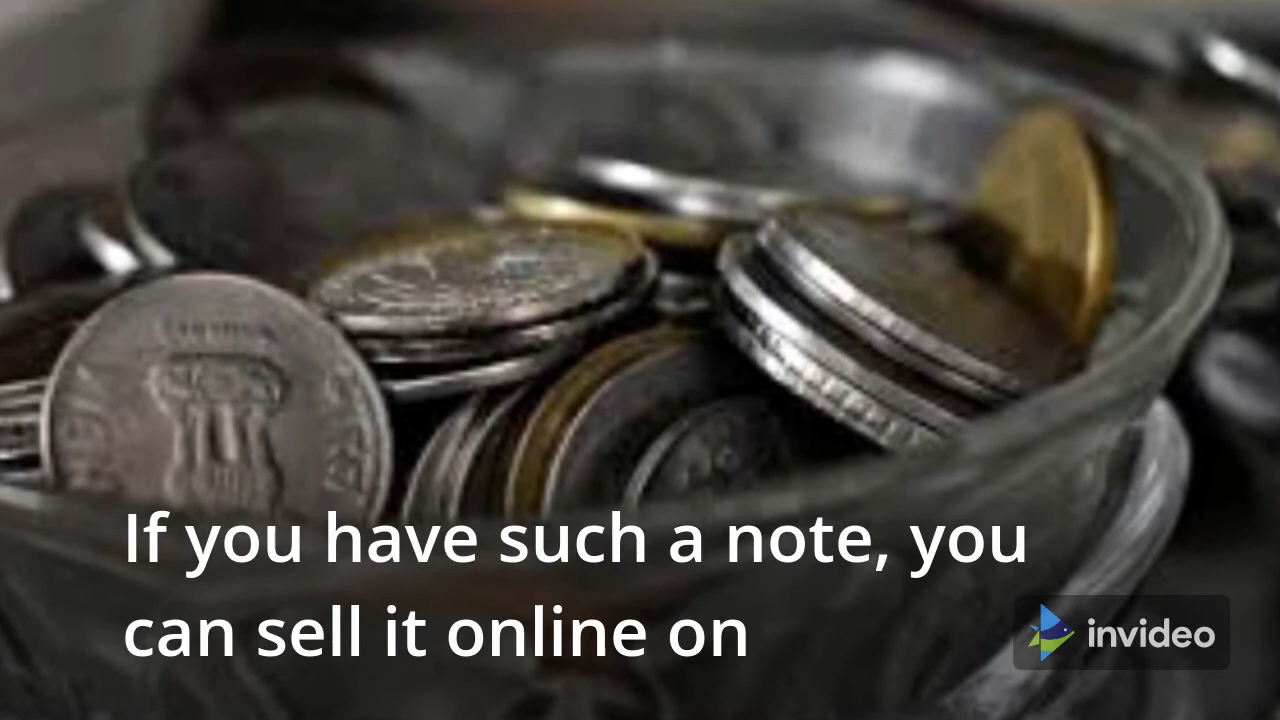 If you have such a note, you
can sell it online on
invideo